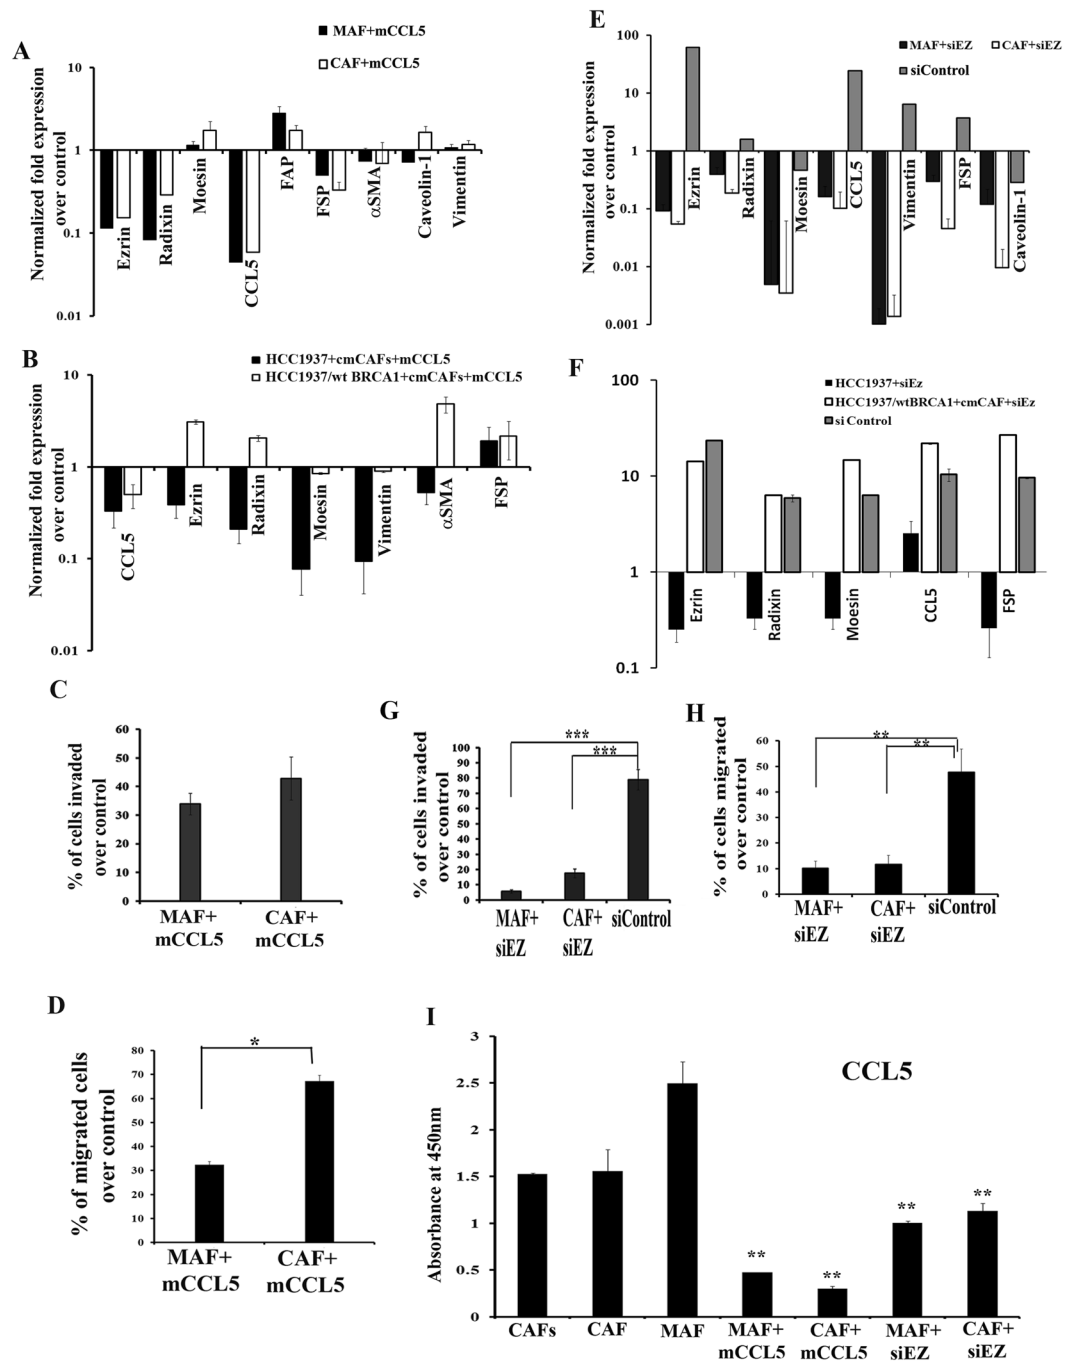 A
MAF+mCCL5
CAF+mCCL5
Normalized fold expression
over control
10
1
0.1
0.01
Ezrin
Radixin
Moesin
CCL5
FAP
FSP
αSMA
Caveolin-1
Vimentin
B
HCC1937+cmCAFs+mCCL5
HCC1937/wt BRCA1+cmCAFs+mCCL5
Normalized fold expression
over control
10
1
0.1
0.01
CCL5
Ezrin
Radixin
Moesin
Vimentin
αSMA
FSP
C
% of cells invaded
over control
60
50
40
30
20
10
0
MAF+ CAF+
mCCL5 mCCL5
D
% of migrated cells
over control
80
70
60
50
40
30
20
10
0
*
MAF+ CAF+
mCCL5 mCCL5
E
MAF+siEZ CAF+siEZ
siControl
Normalized fold expression
over control
100
10
1
0.1
0.01
0.001
Ezrin
Radixin
Moesin
CCL5
Vimentin
FSP
Caveolin-1
F
HCC1937+siEz
HCC1937/wtBRCA1+cmCAF+siEz
si Control
100
10
1
0.1
Ezrin
Radixin
Moesin
CCL5
FSP
G
% of cells invaded
over control
100
90
80
70
60
50
40
30
20
10
0
***
***
MAF+ CAF+ siControl
siEZ siEZ
H
% of cells migrated
over control
60
50
40
30
20
10
0
**
**
MAF+ CAF+ siControl
siEZ siEZ
I
CCL5
Absorbance at 450nm
3
2.5
2
1.5
1
0.5
0
** ** ** **
CAFs CAF MAF MAF+ CAF+ MAF+ CAF+
mCCL5 mCCL5 siEZ siEZ